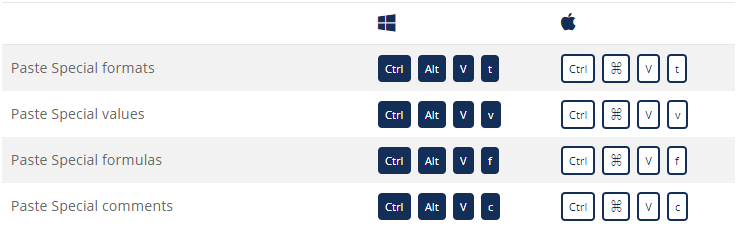 Paste Special formats Ctrl Alt V t Ctrl ⌘ V t
Paste Special values Ctrl Alt V v Ctrl ⌘ V v
Paste Special formulas Ctrl Alt V f Ctrl ⌘ V f
Paste Special comments Ctrl Alt V c Ctrl ⌘ V c